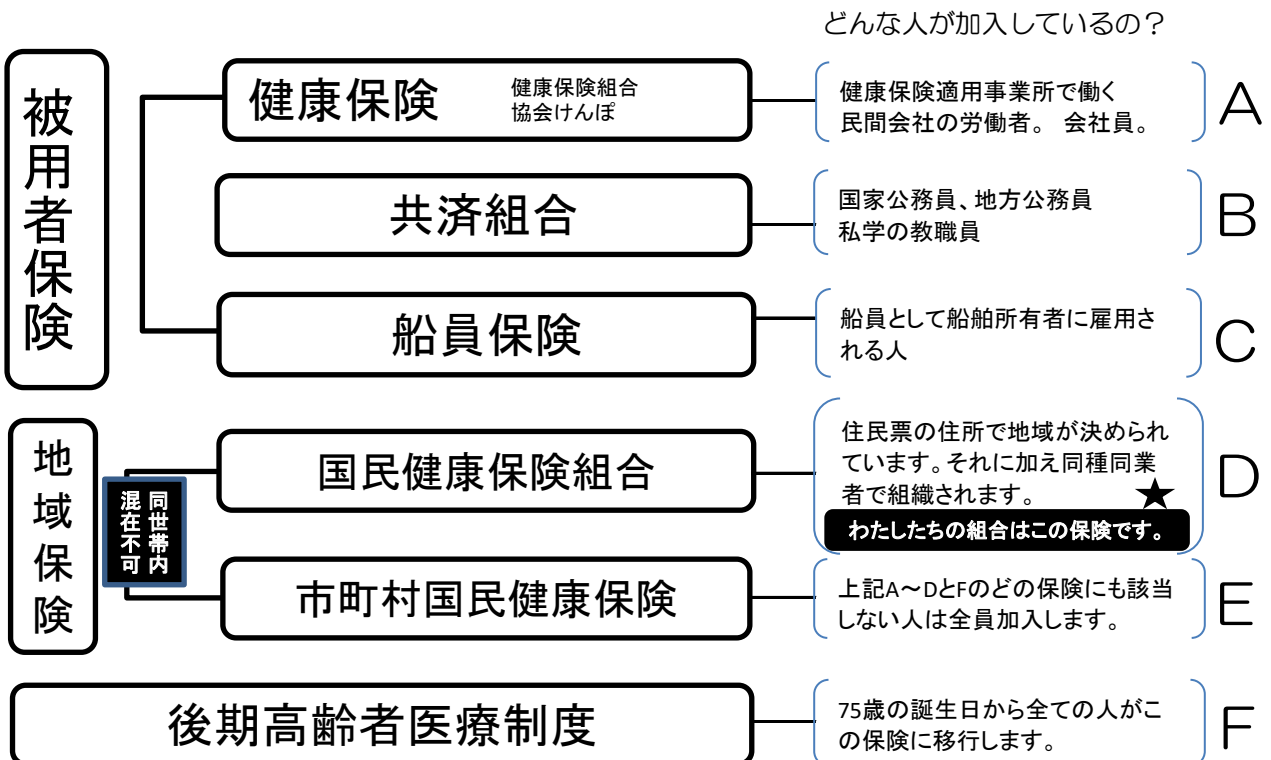 どんな人が加入しているの？
被用者保険
健康保険
健康保険組合
協会けんぽ
健康保険適用事業所で働く
民間会社の労働者。 会社員。
A
共済組合
国家公務員、地方公務員
私学の教職員
B
船員保険
船員として船舶所有者に雇用さ
れる人
C
地域保険
同世帯内
混在不可
国民健康保険組合
住民票の住所で地域が決められ
ています。それに加え同種同業
者で組織されます。 ★
わたしたちの組合はこの保険です。
D
市町村国民健康保険
上記A～DとFのどの保険にも該当
しない人は全員加入します。
E
後期高齢者医療制度
75歳の誕生日から全ての人がこ
の保険に移行します。
F